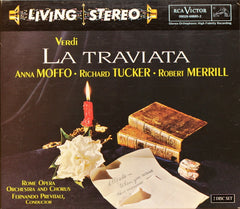 LIVING STEREO
RCA VICTOR
Verdi
LA TRAVIATA
ANNA MOFFO · RICHARD TUCKER · ROBERT MERRILL
ROME OPERA
ORCHESTRA AND CHORUS
FERNANDO PREVITALI,
CONDUCTOR
2 DISC SET